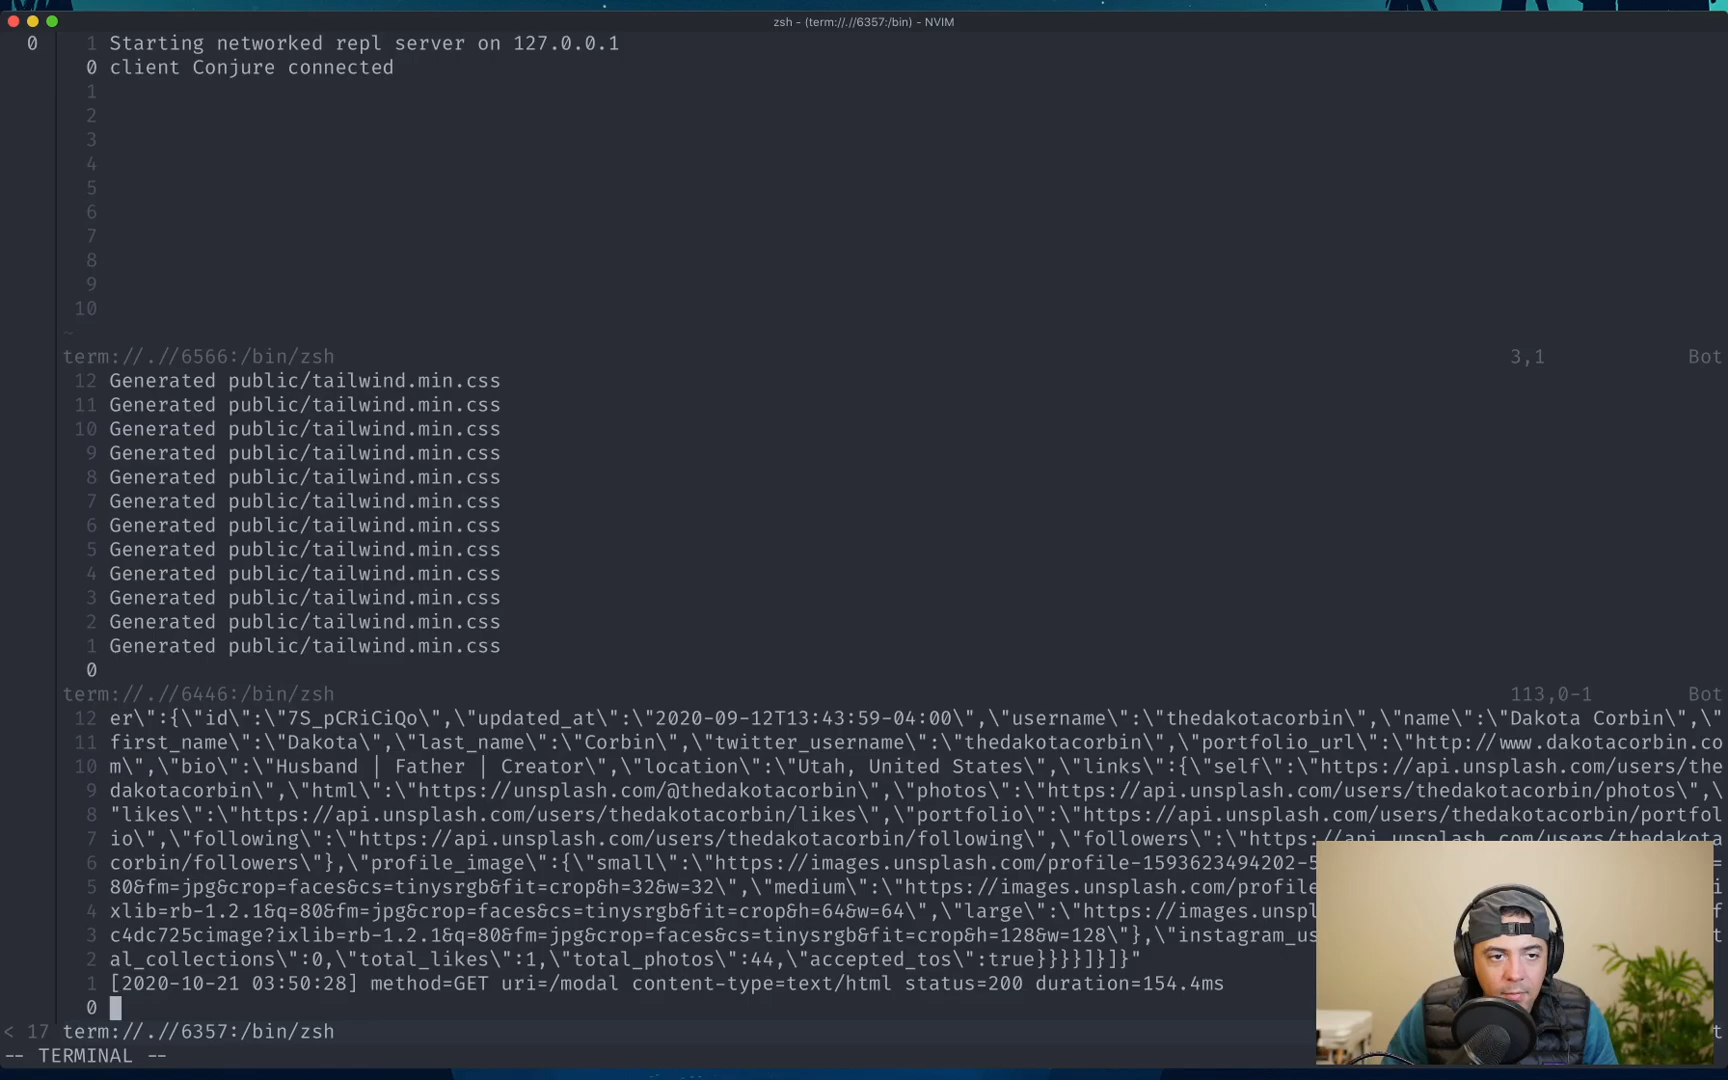 zsh - (term://.//6357:/bin) - NVIM
0 1 Starting networked repl server on 127.0.0.1
0 client Conjure connected
1
2
3
4
5
6
7
8
9
10
~
term://.//6566:/bin/zsh 3,1 Bot
12 Generated public/tailwind.min.css
11 Generated public/tailwind.min.css
10 Generated public/tailwind.min.css
9 Generated public/tailwind.min.css
8 Generated public/tailwind.min.css
7 Generated public/tailwind.min.css
6 Generated public/tailwind.min.css
5 Generated public/tailwind.min.css
4 Generated public/tailwind.min.css
3 Generated public/tailwind.min.css
2 Generated public/tailwind.min.css
1 Generated public/tailwind.min.css
0
term://.//6446:/bin/zsh 113,0-1 Bot
12 er\":{\"id\":\"7S_pCRiCiQo\",\"updated_at\":\"2020-09-12T13:43:59-04:00\",\"username\":\"thedakotacorbin\",\"name\":\"Dakota Corbin\",\"
11 first_name\":\"Dakota\",\"last_name\":\"Corbin\",\"twitter_username\":\"thedakotacorbin\",\"portfolio_url\":\"http://www.dakotacorbin.co
10 m\",\"bio\":\"Husband | Father | Creator\",\"location\":\"Utah, United States\",\"links\":{\"self\":\"https://api.unsplash.com/users/the
9 dakotacorbin\",\"html\":\"https://unsplash.com/@thedakotacorbin\",\"photos\":\"https://api.unsplash.com/users/thedakotacorbin/photos\",\
8 "likes\":\"https://api.unsplash.com/users/thedakotacorbin/likes\",\"portfolio\":\"https://api.unsplash.com/users/thedakotacorbin/portfol
7 io\",\"following\":\"https://api.unsplash.com/users/thedakotacorbin/following\",\"followers\":\"https://api.unsplash.com/users/thedakota
6 corbin/followers\"},\"profile_image\":{\"small\":\"https://images.unsplash.com/profile-1593623494202-5 =
5 80&fm=jpg&crop=faces&cs=tinysrgb&fit=crop&h=32&w=32\",\"medium\":\"https://images.unsplash.com/profile i
4 xlib=rb-1.2.1&q=80&fm=jpg&crop=faces&cs=tinysrgb&fit=crop&h=64&w=64\",\"large\":\"https://images.unspl f
3 c4dc725cimage?ixlib=rb-1.2.1&q=80&fm=jpg&crop=faces&cs=tinysrgb&fit=crop&h=128&w=128\"},\"instagram_us t
2 al_collections\":0,\"total_likes\":1,\"total_photos\":44,\"accepted_tos\":true}}}}]}]}"
1 [2020-10-21 03:50:28] method=GET uri=/modal content-type=text/html status=200 duration=154.4ms
0
< 17 term://.//6357:/bin/zsh t
-- TERMINAL --